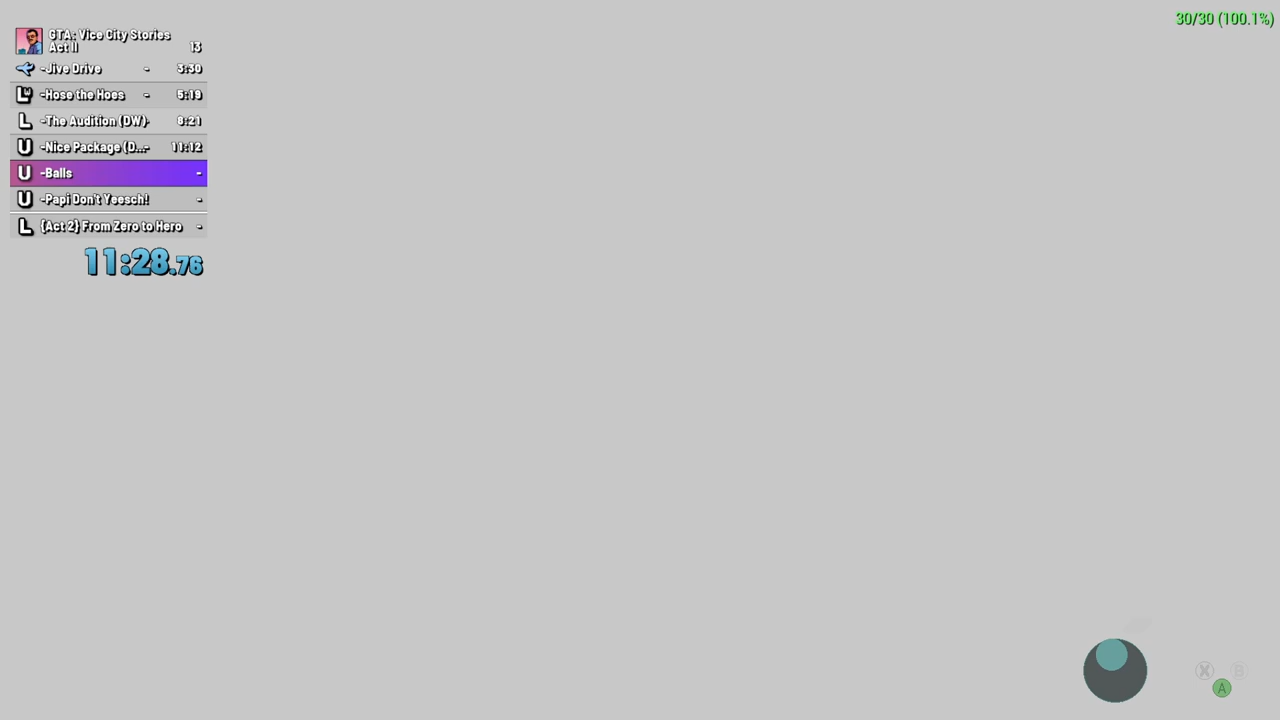 30/30 (100.1%)
GTA: Vice City Stories
Act II 13
-Jive Drive - 3:30
-Hose the Hoes - 5:19
-The Audition (DW)- 8:21
-Nice Package (D...- 11:12
-Balls -
-Papi Don't Yeesch! -
{Act 2} From Zero to Hero -
11:28.76
X B
A